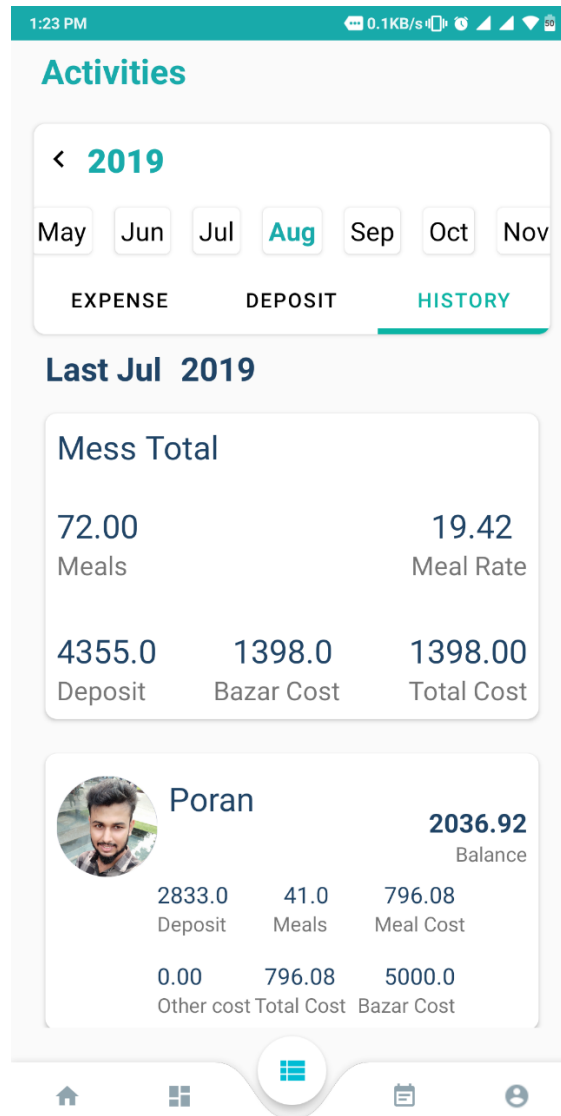 1:23 PM 0.1KB/s 50
Activities
2019
May Jun Jul Aug Sep Oct Nov
EXPENSE DEPOSIT HISTORY
Last Jul 2019
Mess Total
72.00 19.42
Meals Meal Rate
4355.0 1398.0 1398.00
Deposit Bazar Cost Total Cost
Poran
2036.92
Balance
2833.0 41.0 796.08
Deposit Meals Meal Cost
0.00 796.08 5000.0
Other cost Total Cost Bazar Cost